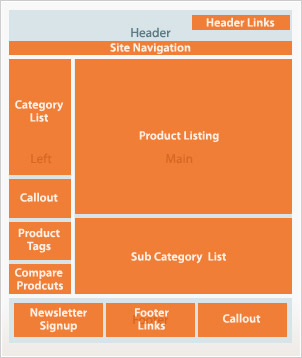 Header Links
Header
Site Navigation
Category
List
Left
Callout
Product
Tags
Compare
Prodcuts
Product Listing
Main
Sub Category List
Newsletter
Signup
Footer
Links
Callout